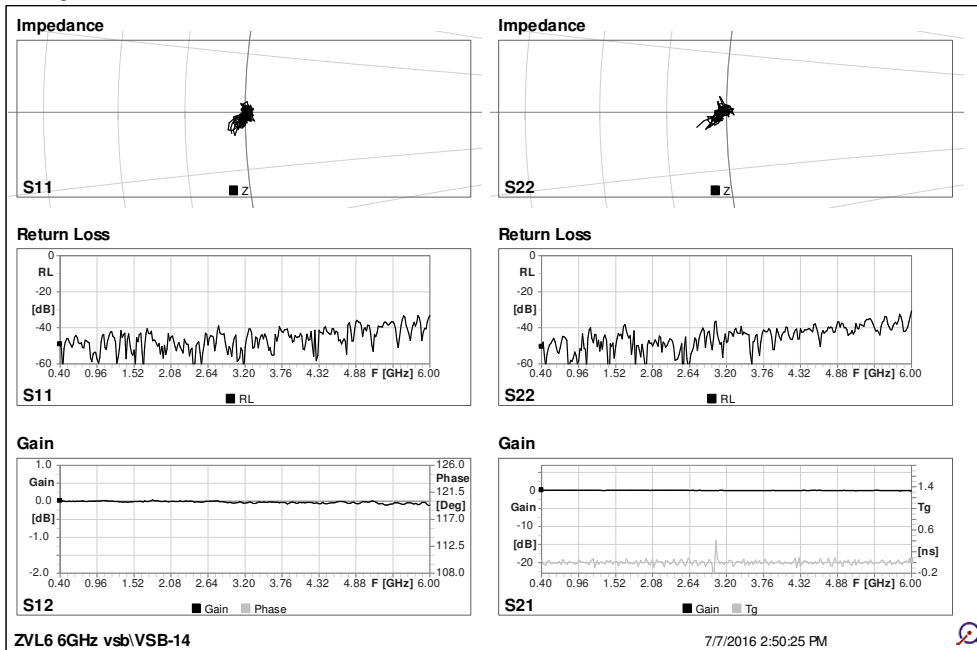 Impedance
S11
Z
Impedance
S22
Z
Return Loss
0
RL
-20
[dB]
-40
-60
0.40 0.96 1.52 2.08 2.64 3.20 3.76 4.32 4.88 F [GHz] 6.00
S11
RL
Return Loss
0
RL
-20
[dB]
-40
-60
0.40 0.96 1.52 2.08 2.64 3.20 3.76 4.32 4.88 F [GHz] 6.00
S22
RL
Gain
1.0
Gain
0.0
[dB]
-1.0
-2.0
126.0
Phase
121.5
[Deg]
117.0
112.5
108.0
0.40 0.96 1.52 2.08 2.64 3.20 3.76 4.32 4.88 F [GHz] 6.00
S12
Gain Phase
Gain
0
Gain
-10
[dB]
-20
1.4
Tg
0.6
[ns]
-0.2
0.40 0.96 1.52 2.08 2.64 3.20 3.76 4.32 4.88 F [GHz] 6.00
S21
Gain Tg
ZVL6 6GHz vsb\VSB-14
7/7/2016 2:50:25 PM